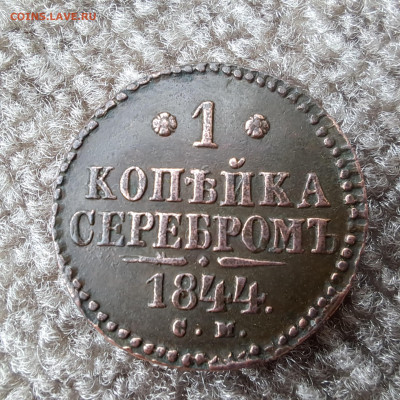 COINS.LAVE.RU
1
КОПѢЙКА
СЕРЕБРОМЪ
1844.
С. М.